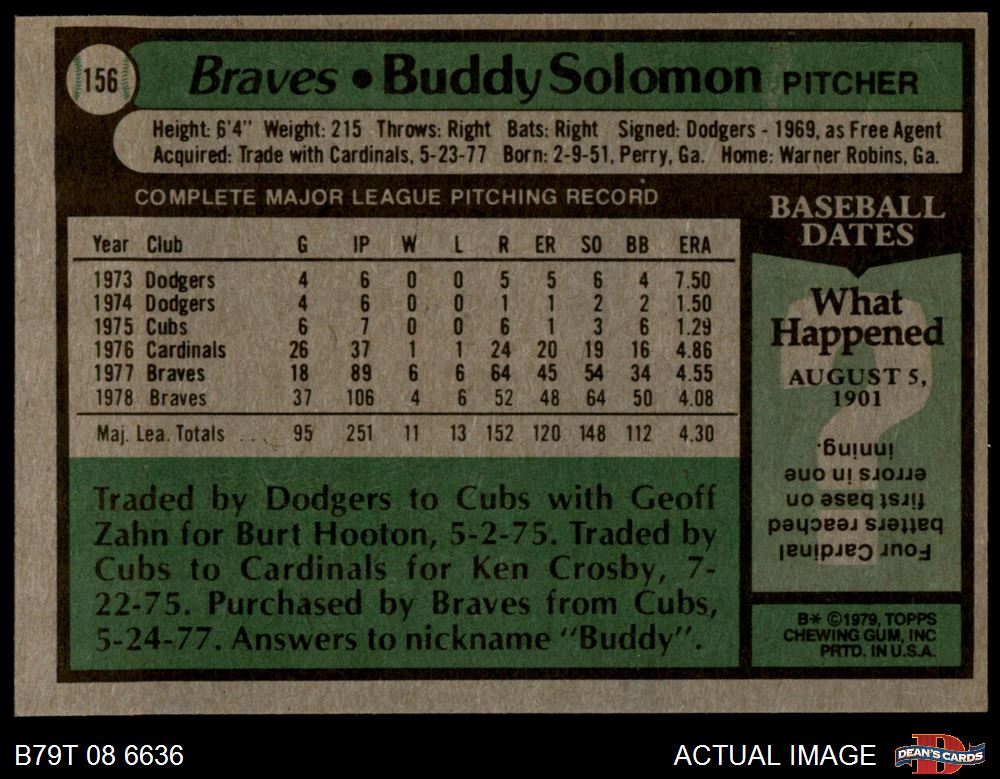 156
Braves • Buddy Solomon PITCHER
Height: 6'4" Weight: 215 Throws: Right Bats: Right Signed: Dodgers - 1969, as Free Agent
Acquired: Trade with Cardinals, 5-23-77 Born: 2-9-51, Perry, Ga. Home: Warner Robins, Ga.
COMPLETE MAJOR LEAGUE PITCHING RECORD
Year Club G IP W L R ER SO BB ERA
1973 Dodgers 4 6 0 0 5 5 6 4 7.50
1974 Dodgers 4 6 0 0 1 1 2 2 1.50
1975 Cubs 6 7 0 0 6 1 3 6 1.29
1976 Cardinals 26 37 1 1 24 20 19 16 4.86
1977 Braves 18 89 6 6 64 45 54 34 4.55
1978 Braves 37 106 4 6 52 48 64 50 4.08
Maj. Lea. Totals . . . 95 251 11 13 152 120 148 112 4.30
Traded by Dodgers to Cubs with Geoff
Zahn for Burt Hooton, 5-2-75. Traded by
Cubs to Cardinals for Ken Crosby, 7-
22-75. Purchased by Braves from Cubs,
5-24-77. Answers to nickname "Buddy".
BASEBALL
DATES
What
Happened
AUGUST 5,
1901
?
Four Cardinal
batters reached
first base on
errors in one
inning.
B* ©1979, TOPPS
CHEWING GUM, INC
PRTD. IN U.S.A.
B79T 08 6636
ACTUAL IMAGE
DEAN'S CARDS